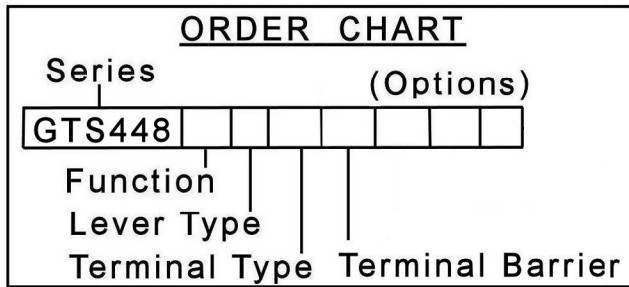 ORDER CHART
Series
(Options)
GTS448
Function
Lever Type
Terminal Type Terminal Barrier